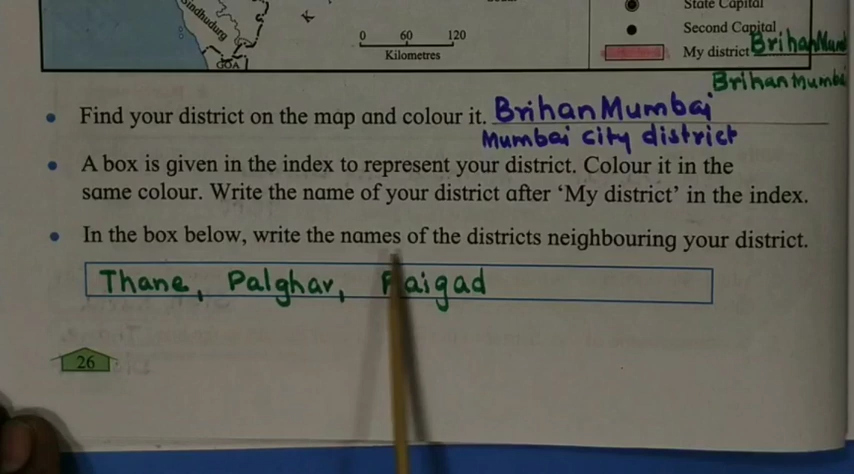 Sindhudurg
K
GOA
0 60 120
Kilometres
State Capital
Second Capital
My district BrihanMum
BrihanMumbai
Find your district on the map and colour it. BrihanMumbai
Mumbai city district
A box is given in the index to represent your district. Colour it in the
same colour. Write the name of your district after ‘My district’ in the index.
In the box below, write the names of the districts neighbouring your district.
Thane, Palghar, Raigad
26